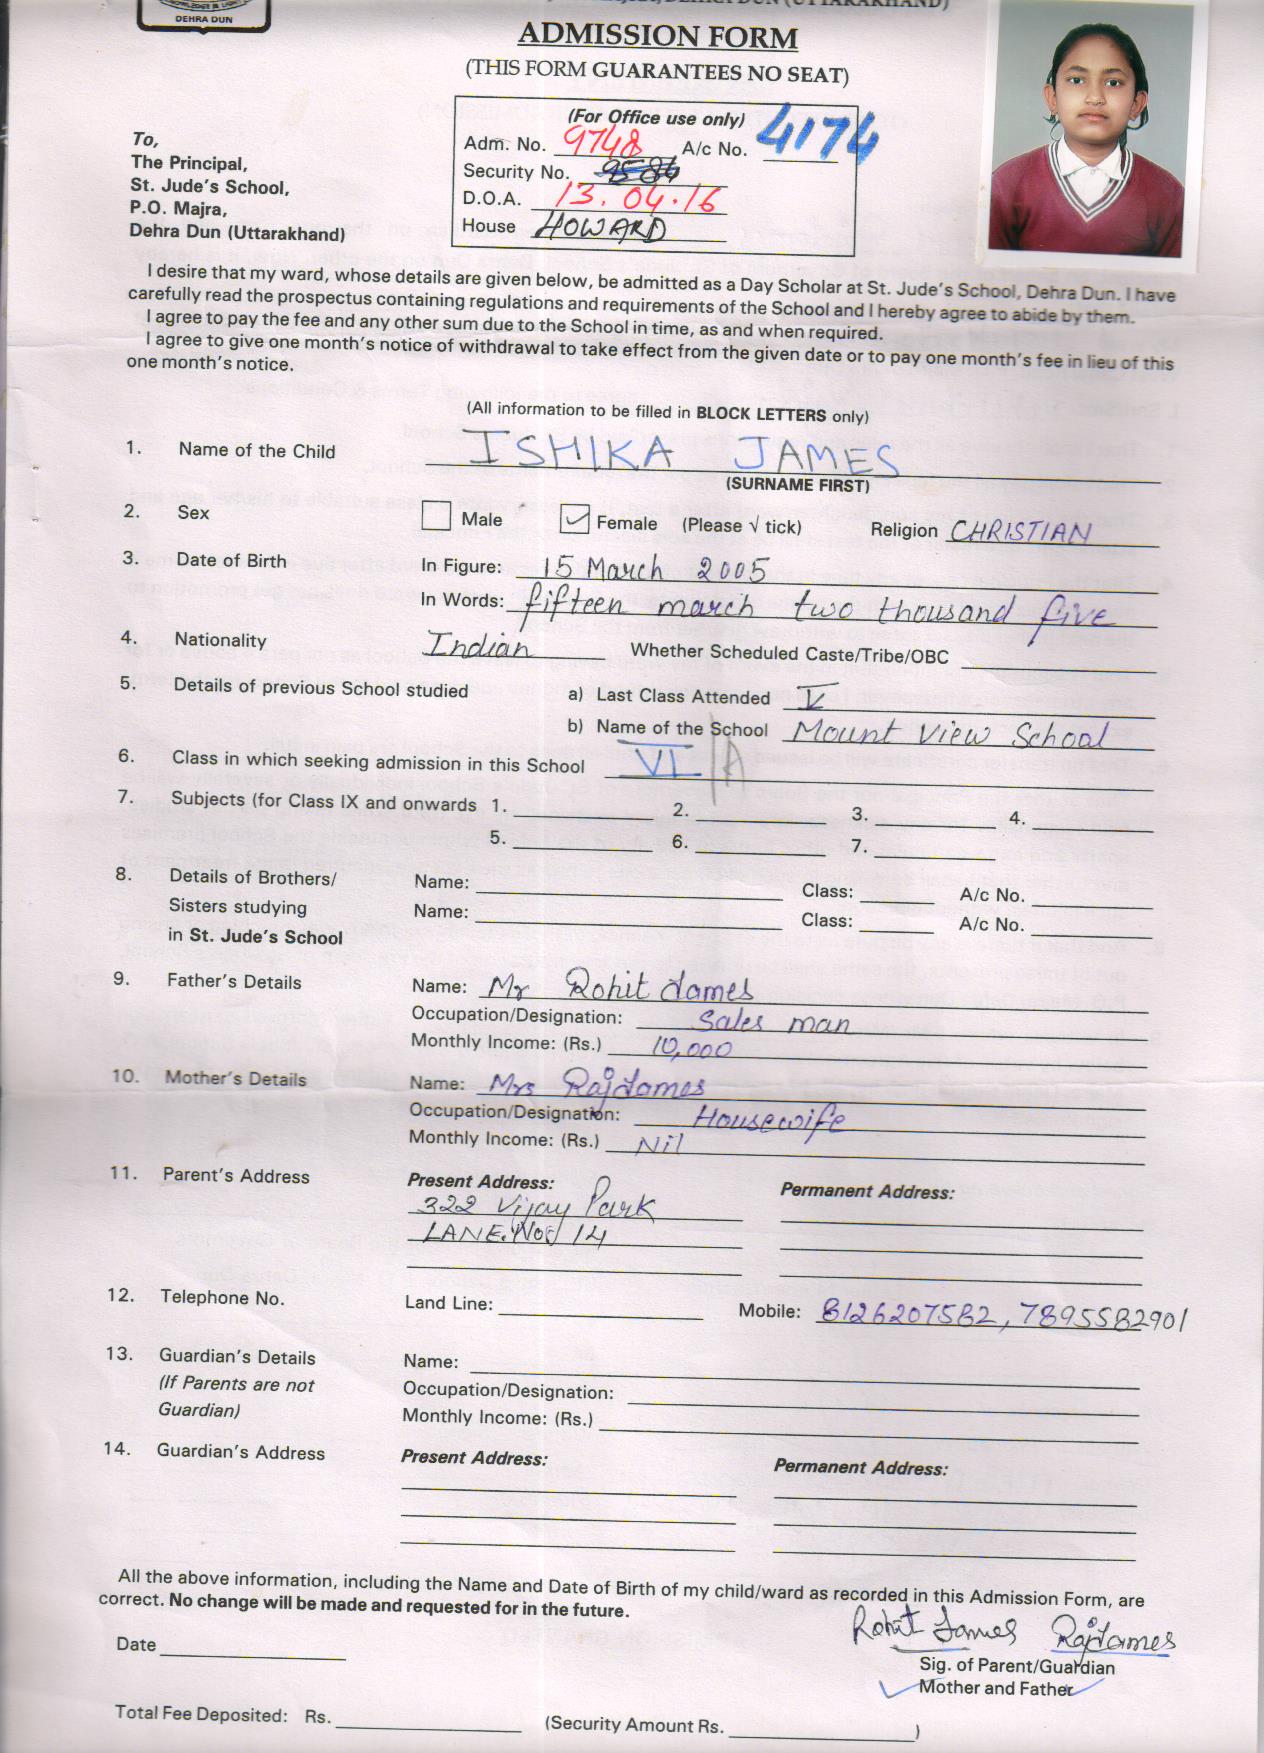 DEHRA DUN
DEHRA DUN (UTTARAKHAND)
ADMISSION FORM
(THIS FORM GUARANTEES NO SEAT)
(For Office use only)
Adm. No. 9748 A/c No. 4174
Security No. 9584
D.O.A. 13.04.16
House HOWARD
To,
The Principal,
St. Jude's School,
P.O. Majra,
Dehra Dun (Uttarakhand)
I desire that my ward, whose details are given below, be admitted as a Day Scholar at St. Jude's School, Dehra Dun. I have
carefully read the prospectus containing regulations and requirements of the School and I hereby agree to abide by them.
I agree to pay the fee and any other sum due to the School in time, as and when required.
I agree to give one month's notice of withdrawal to take effect from the given date or to pay one month's fee in lieu of this
one month's notice.
(All information to be filled in BLOCK LETTERS only)
1. Name of the Child ISHIKA JAMES
(SURNAME FIRST)
2. Sex Male Female (Please √ tick) Religion CHRISTIAN
3. Date of Birth In Figure: 15 March 2005
In Words: fifteen march two thousand five
4. Nationality Indian Whether Scheduled Caste/Tribe/OBC
5. Details of previous School studied a) Last Class Attended V
b) Name of the School Mount View School
6. Class in which seeking admission in this School VI A
7. Subjects (for Class IX and onwards 1. 2. 3. 4.
5. 6. 7.
8. Details of Brothers/ Name: Class: A/c No.
Sisters studying Name: Class: A/c No.
in St. Jude's School
9. Father's Details Name: Mr Rohit James
Occupation/Designation: Sales man
Monthly Income: (Rs.) 10,000
10. Mother's Details Name: Mrs Raj James
Occupation/Designation: Housewife
Monthly Income: (Rs.) Nil
11. Parent's Address Present Address: Permanent Address:
322 Vijay Park
LANE. No 14
12. Telephone No. Land Line: Mobile: 8126207582, 7895582901
13. Guardian's Details Name:
(If Parents are not Occupation/Designation:
Guardian) Monthly Income: (Rs.)
14. Guardian's Address Present Address: Permanent Address:
All the above information, including the Name and Date of Birth of my child/ward as recorded in this Admission Form, are
correct. No change will be made and requested for in the future.
Rohit James Raj James
Date
Sig. of Parent/Guardian
Mother and Father
Total Fee Deposited: Rs. (Security Amount Rs. )